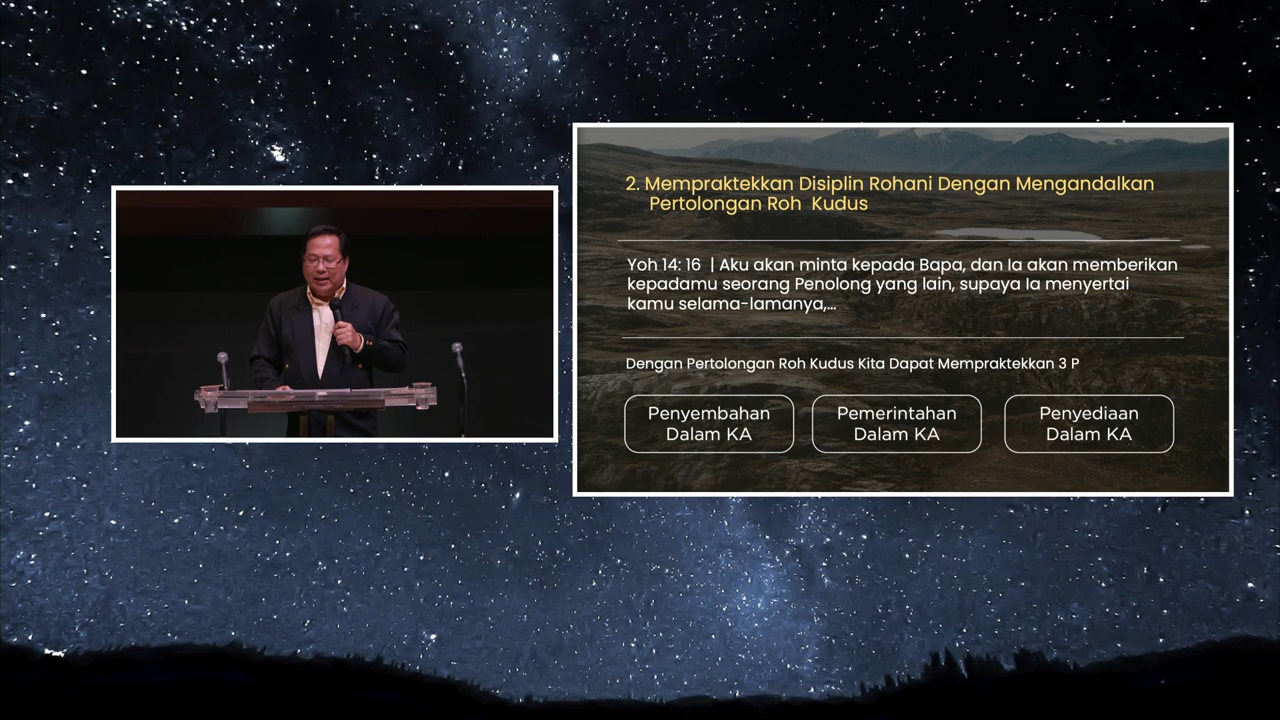 2. Mempraktekkan Disiplin Rohani Dengan Mengandalkan
Pertolongan Roh Kudus
Yoh 14: 16 | Aku akan minta kepada Bapa, dan Ia akan memberikan
kepadamu seorang Penolong yang lain, supaya Ia menyertai
kamu selama-lamanya,...
Dengan Pertolongan Roh Kudus Kita Dapat Mempraktekkan 3 P
Penyembahan
Dalam KA
Pemerintahan
Dalam KA
Penyediaan
Dalam KA